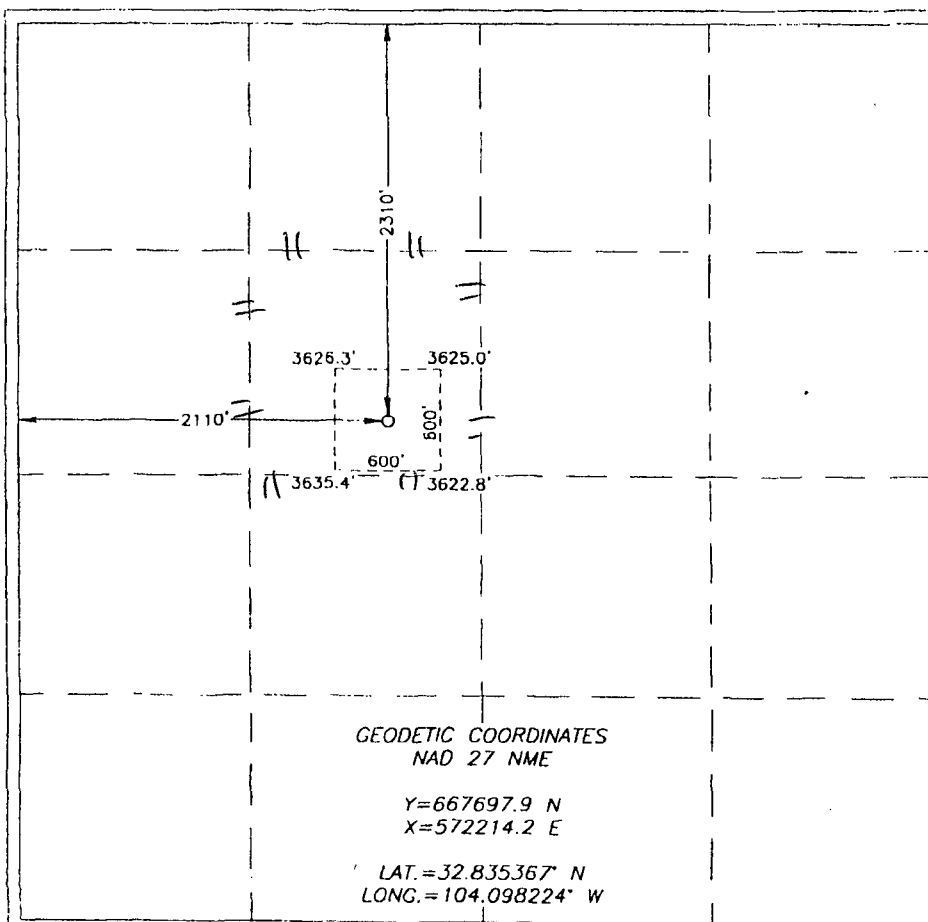 2310'
3626.3' 3625.0'
2110'
600'
600'
3635.4' 3622.8'
GEODETIC COORDINATES
NAD 27 NME
Y=667697.9 N
X=572214.2 E
LAT.=32.835367° N
LONG.=104.098224° W